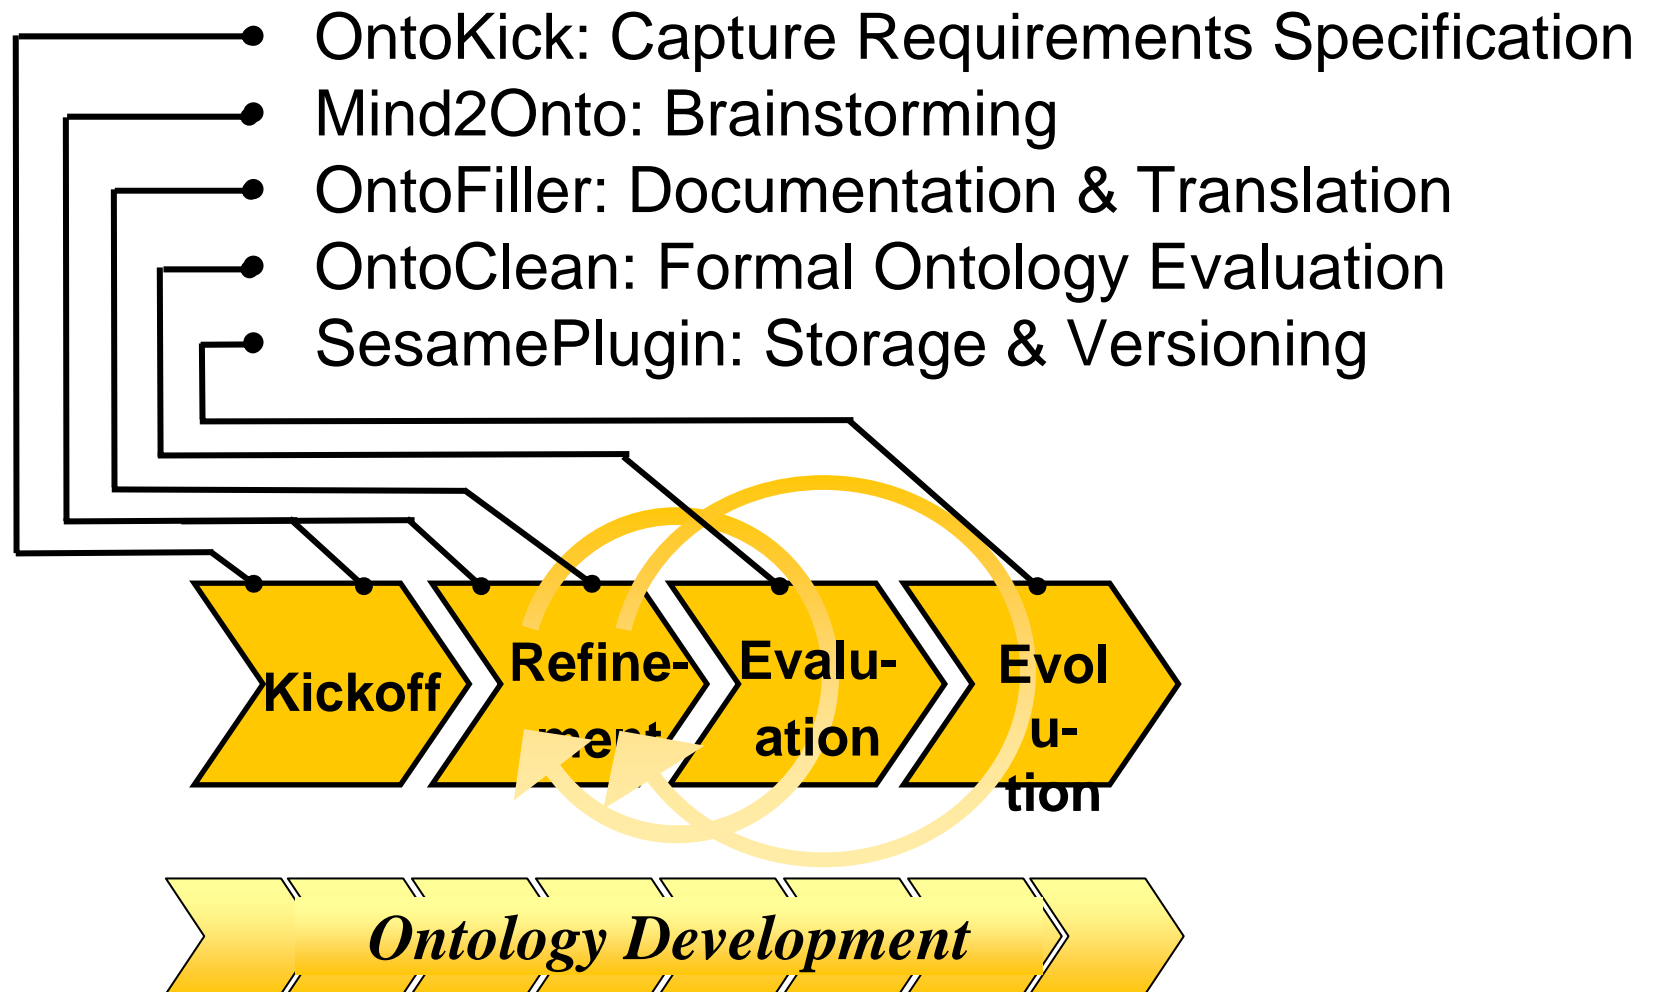 OntoKick: Capture Requirements Specification
Mind2Onto: Brainstorming
OntoFiller: Documentation & Translation
OntoClean: Formal Ontology Evaluation
SesamePlugin: Storage & Versioning
Kickoff
Refine-
ment
Evalu-
ation
Evol
u-
tion
Ontology Development